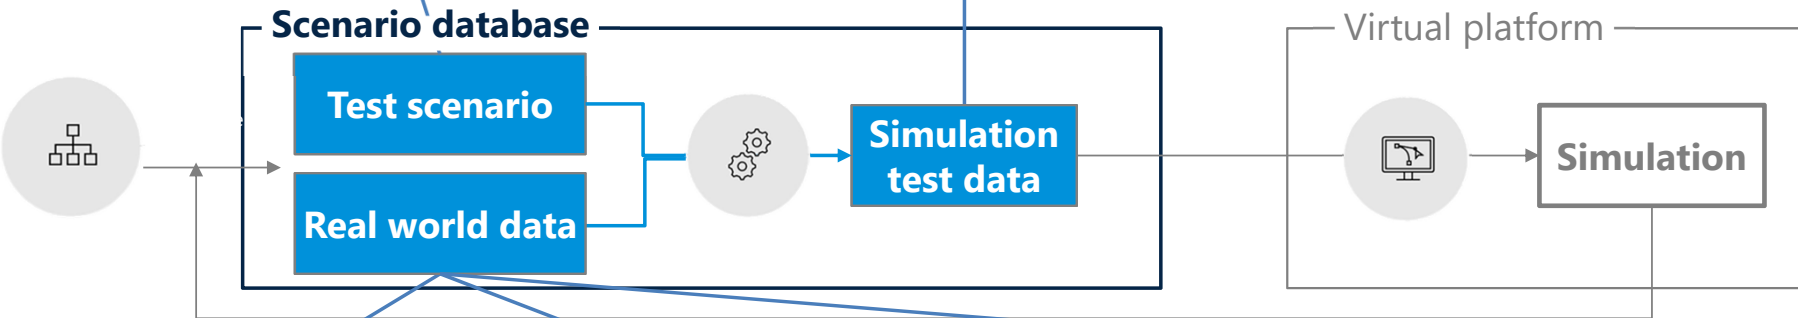 Scenario database
Virtual platform
Test scenario
Simulation
test data
Simulation
Real world data